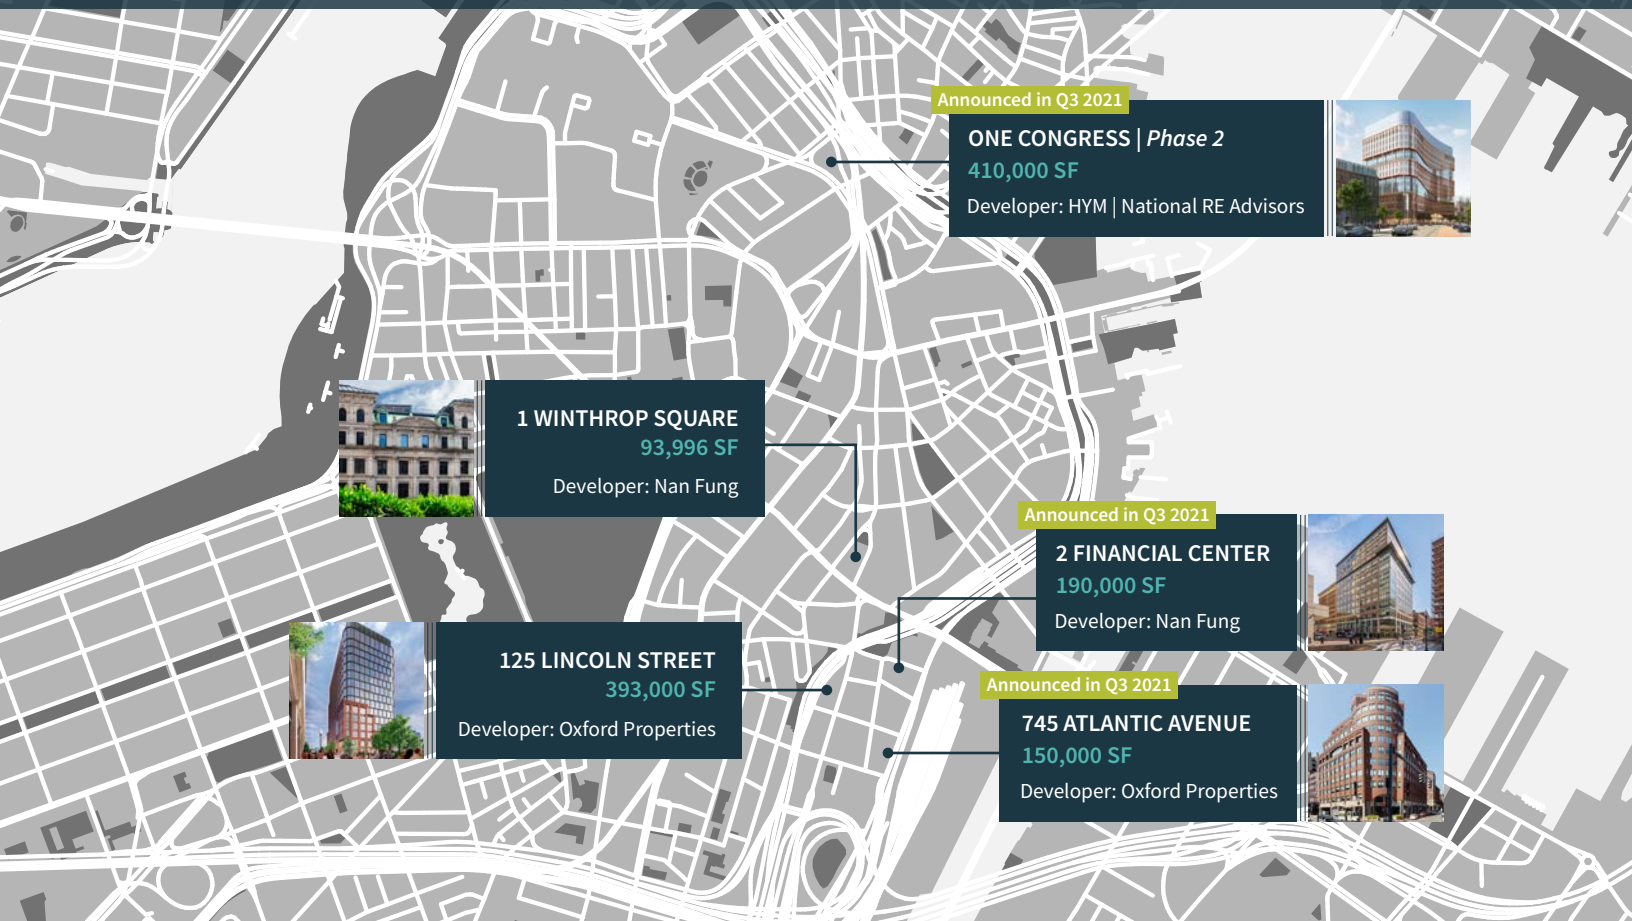 Announced in Q3 2021
ONE CONGRESS | Phase 2
410,000 SF
Developer: HYM | National RE Advisors
1 WINTHROP SQUARE
93,996 SF
Developer: Nan Fung
Announced in Q3 2021
2 FINANCIAL CENTER
190,000 SF
Developer: Nan Fung
125 LINCOLN STREET
393,000 SF
Developer: Oxford Properties
Announced in Q3 2021
745 ATLANTIC AVENUE
150,000 SF
Developer: Oxford Properties